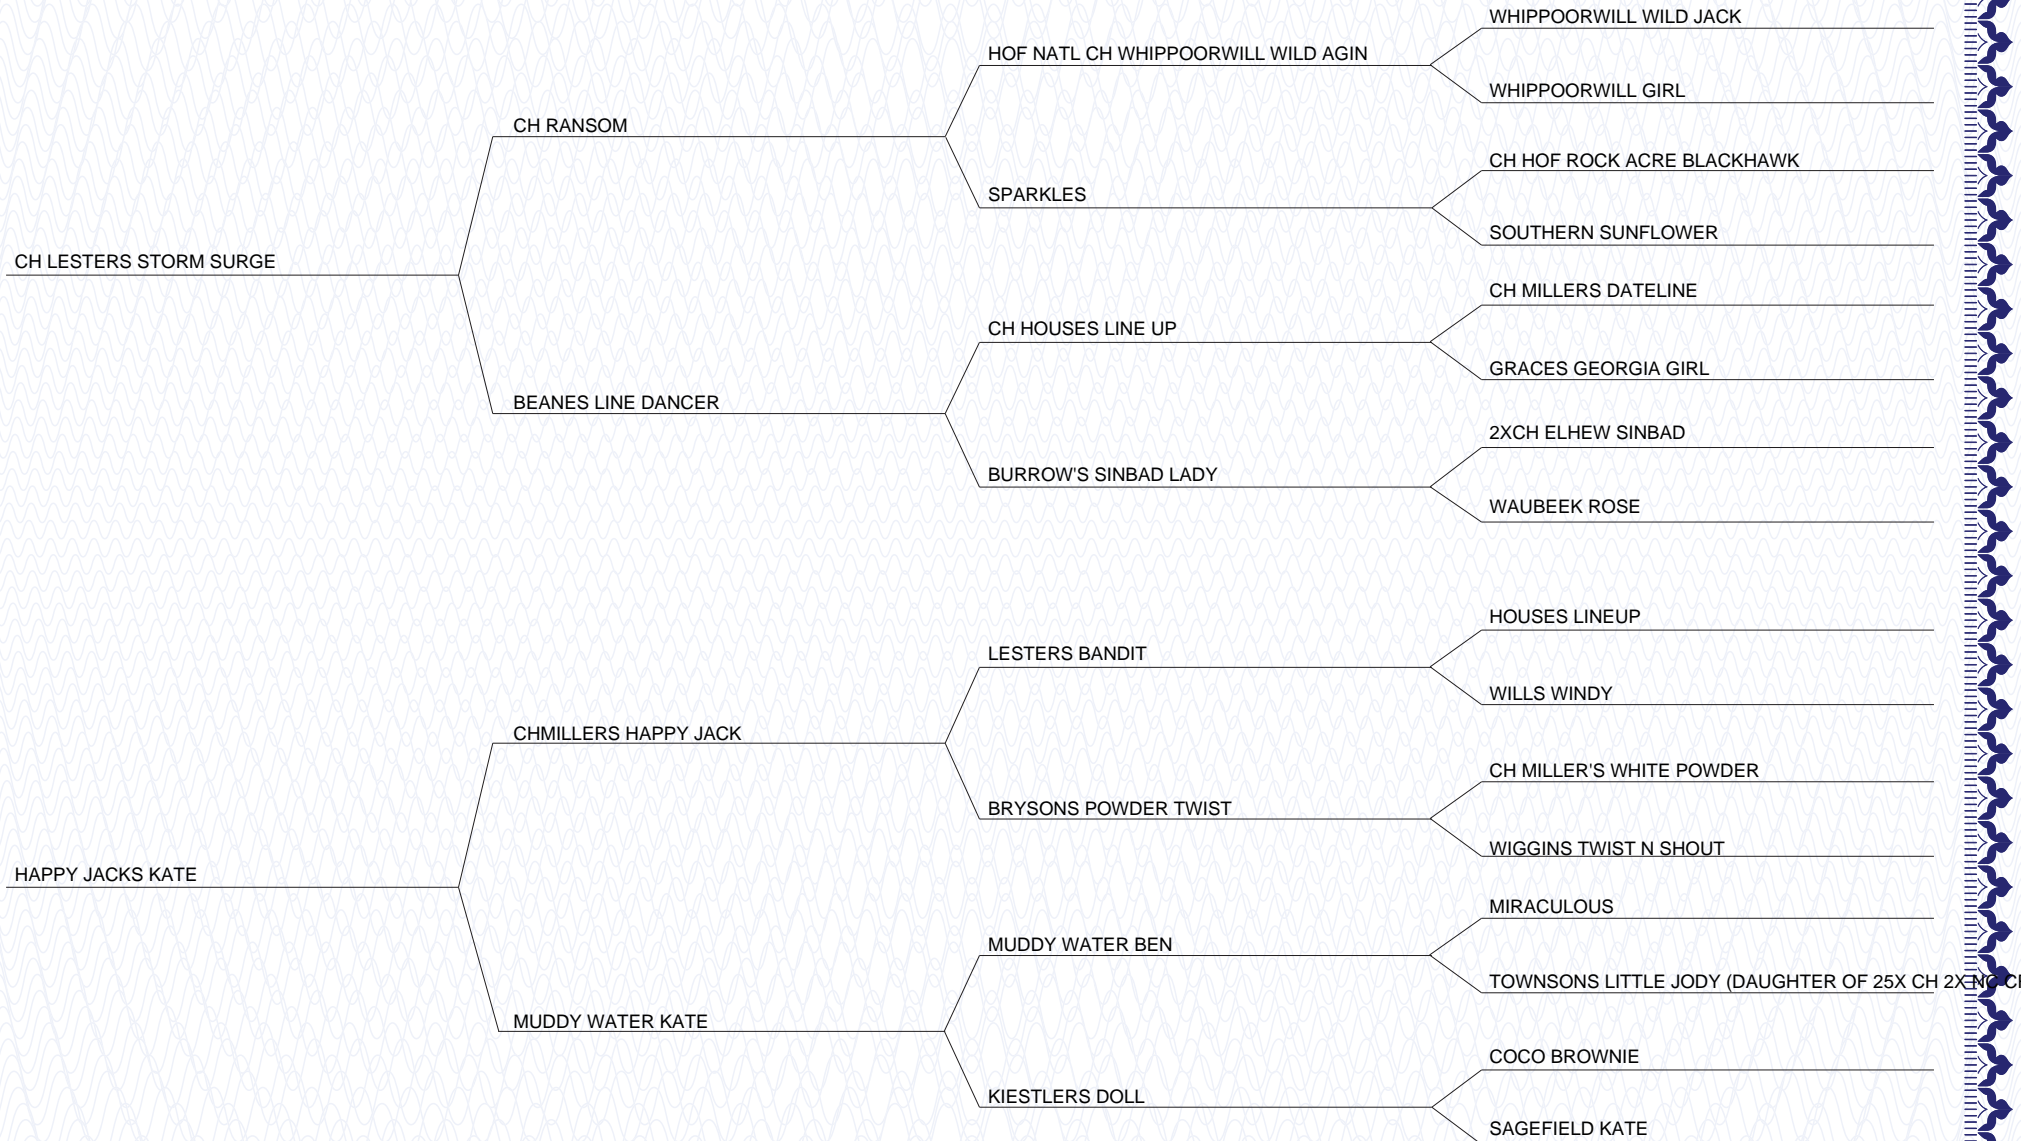 WHIPPOORWILL WILD JACK
HOF NATL CH WHIPPOORWILL WILD AGIN
WHIPPOORWILL GIRL
CH RANSOM
CH HOF ROCK ACRE BLACKHAWK
SPARKLES
SOUTHERN SUNFLOWER
CH LESTERS STORM SURGE
CH MILLERS DATELINE
CH HOUSES LINE UP
GRACES GEORGIA GIRL
BEANES LINE DANCER
2XCH ELHEW SINBAD
BURROW'S SINBAD LADY
WAUBEEK ROSE
HOUSES LINEUP
LESTERS BANDIT
WILLS WINDY
CHMILLERS HAPPY JACK
CH MILLER'S WHITE POWDER
BRYSONS POWDER TWIST
WIGGINS TWIST N SHOUT
HAPPY JACKS KATE
MIRACULOUS
MUDDY WATER BEN
TOWNSONS LITTLE JODY (DAUGHTER OF 25X CH 2X NC
MUDDY WATER KATE
COCO BROWNIE
KIESTLERS DOLL
SAGEFIELD KATE